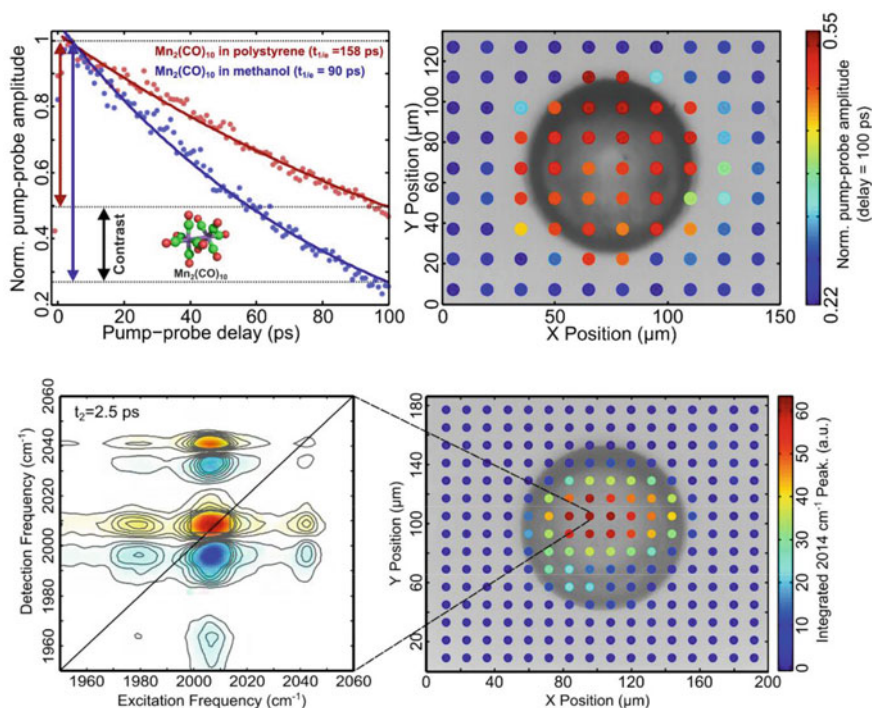 Norm. pump-probe amplitude
1
0.8
0.6
0.4
0.2
Mn₂(CO)₁₀ in polystyrene (t₁/ₑ =158 ps)
Mn₂(CO)₁₀ in methanol (t₁/ₑ = 90 ps)
Contrast
Mn₂(CO)₁₀
0 20 40 60 80 100
Pump−probe delay (ps)
Y Position (µm)
120
100
80
60
40
20
0
0 50 100 150
X Position (µm)
0.55
0.22
Norm. pump-probe amplitude
(delay = 100 ps)
Detection Frequency (cm⁻¹)
2060
2040
2020
2000
1980
1960
t₂=2.5 ps
1960 1980 2000 2020 2040 2060
Excitation Frequency (cm⁻¹)
Y Position (µm)
180
140
100
60
20
0
0 40 80 120 160 200
X Position (µm)
60
50
40
30
20
10
0
Integrated 2014 cm⁻¹ Peak. (a.u.)